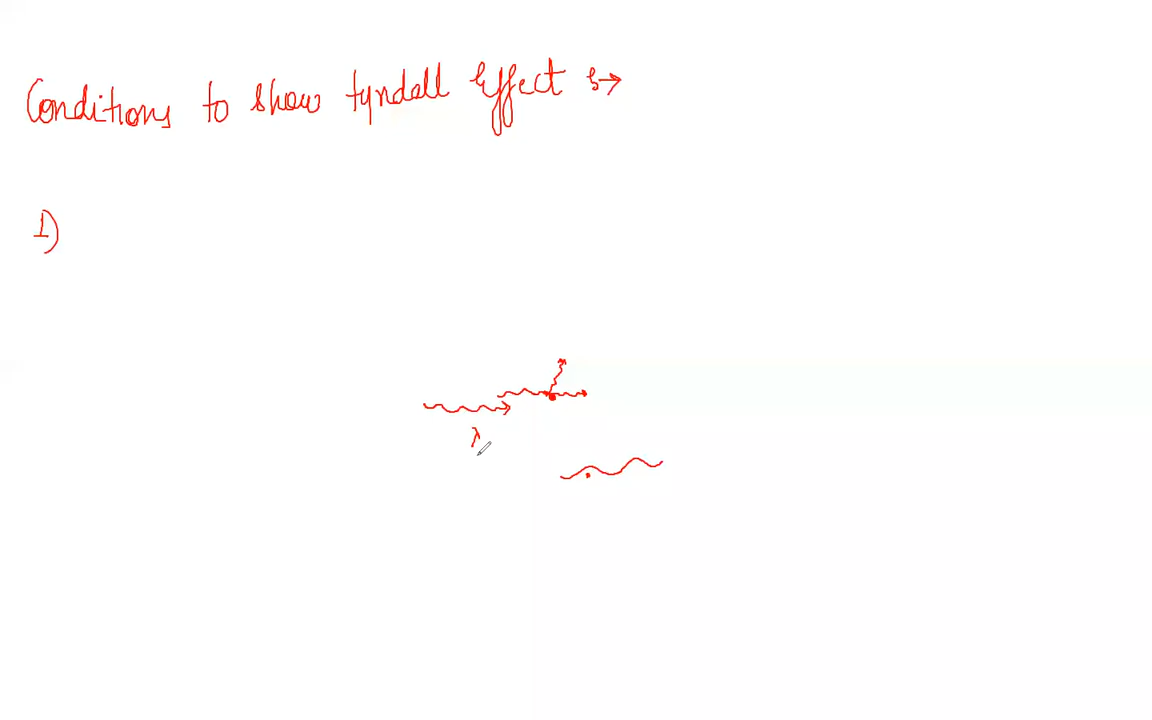 Conditions to show tyndall Effect :→
1)
λ